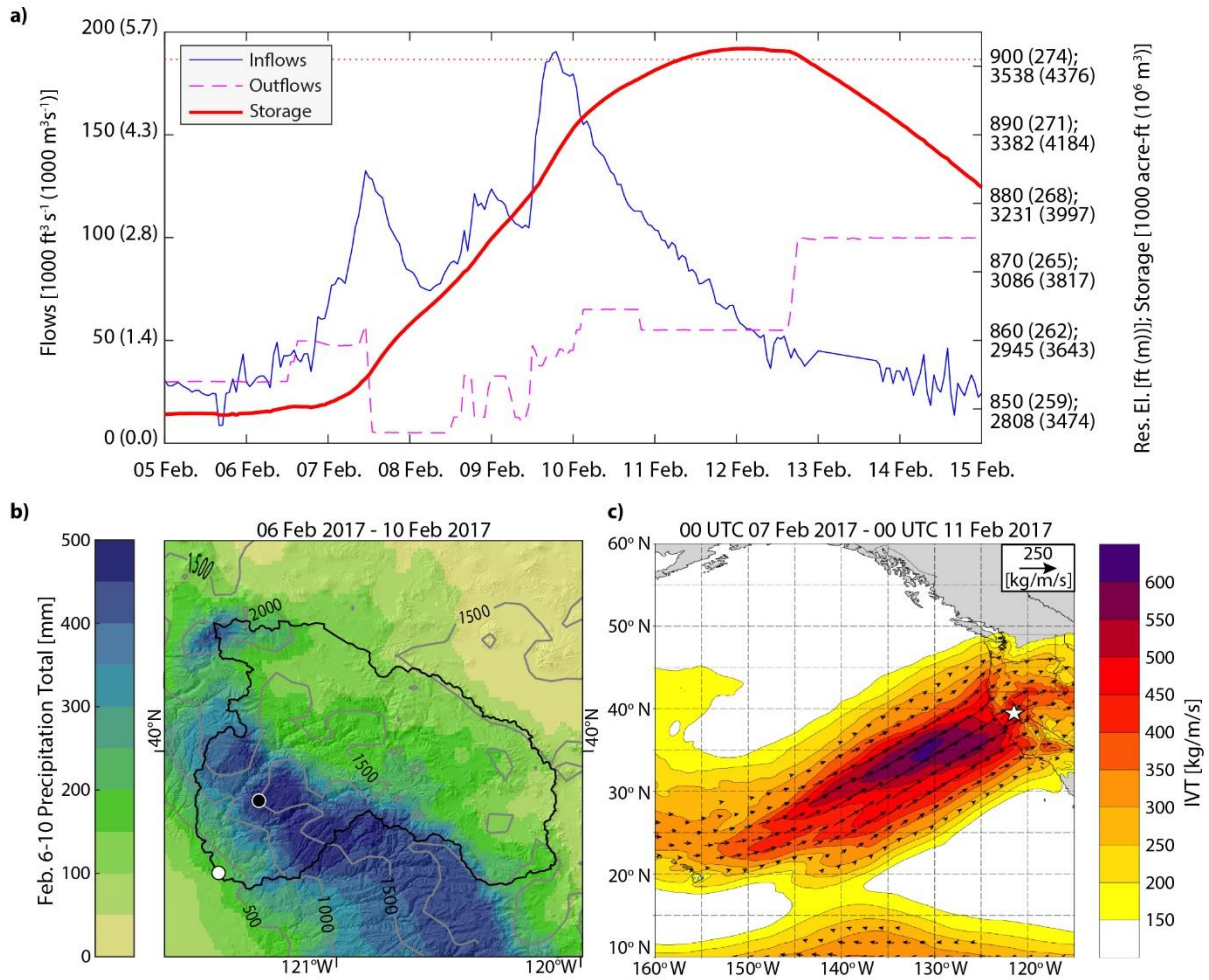 a)
200 (5.7)
150 (4.3)
100 (2.8)
50 (1.4)
0 (0.0)
Flows [1000 ft³ s⁻¹ (1000 m³s⁻¹)]
Inflows
Outflows
Storage
900 (274);
3538 (4376)
890 (271);
3382 (4184)
880 (268);
3231 (3997)
870 (265);
3086 (3817)
860 (262);
2945 (3643)
850 (259);
2808 (3474)
Res. El. [ft (m))]; Storage [1000 acre-ft (10⁶ m³)]
05 Feb. 06 Feb. 07 Feb. 08 Feb. 09 Feb. 10 Feb. 11 Feb. 12 Feb. 13 Feb. 14 Feb. 15 Feb.
b)
06 Feb 2017 - 10 Feb 2017
500
400
300
200
100
0
Feb. 6-10 Precipitation Total [mm]
1500
2000
1500
1500
1500
1000
500
40°N
40°N
121°W
120°W
c)
00 UTC 07 Feb 2017 - 00 UTC 11 Feb 2017
250
[kg/m/s]
60° N
50° N
40° N
30° N
20° N
10° N
160°W 150°W 140°W 130°W 120°W
600
550
500
450
400
350
300
250
200
150
IVT [kg/m/s]